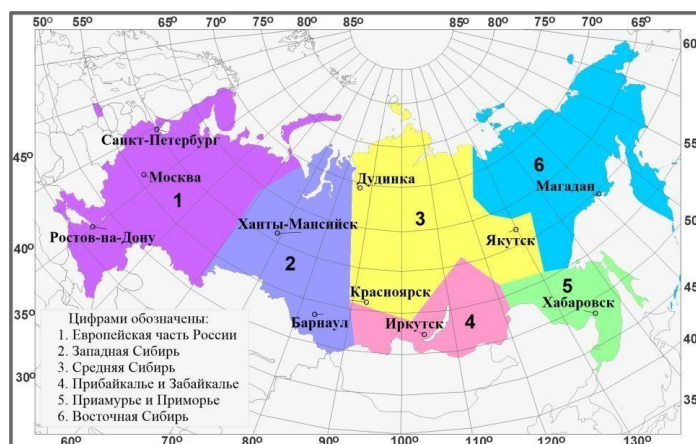 50° 55° 60° 65° 70° 75° 80° 85° 85° 80° 75° 70° 65°
60
55
50
45
40
35
45°
40°
35°
30°
Санкт-Петербург
Москва
1
Ростов-на-Дону
Ханты-Мансийск
2
Барнаул
Дудинка
3
Якутск
Красноярск
Иркутск
4
5
Хабаровск
6
Магадан
Цифрами обозначены:
1. Европейская часть России
2. Западная Сибирь
3. Средняя Сибирь
4. Прибайкалье и Забайкалье
5. Приамурье и Приморье
6. Восточная Сибирь
60° 70° 80° 90° 100° 110° 120° 130°